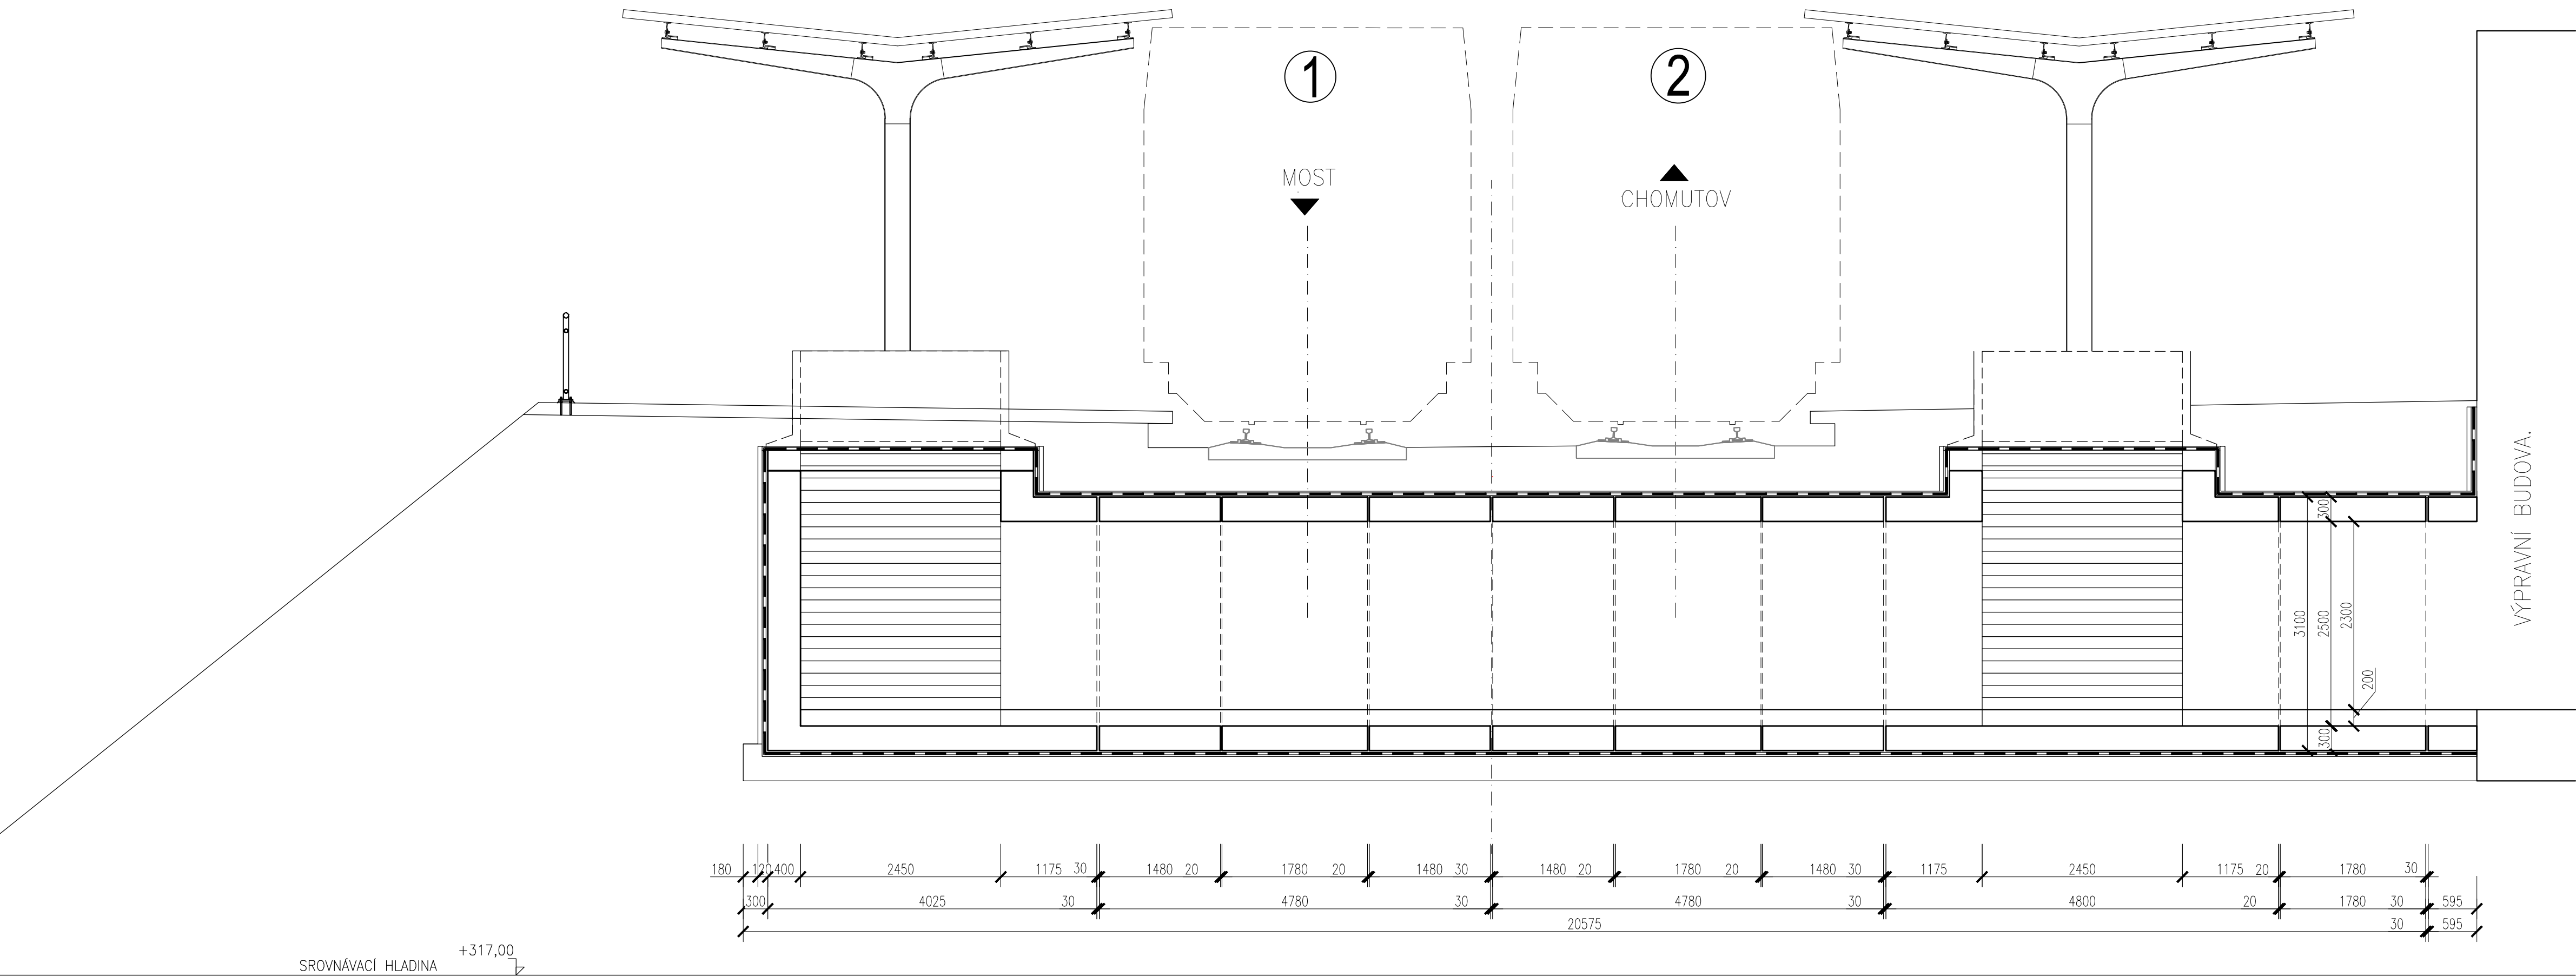 1
2
MOST
CHOMUTOV
VÝPRAVNÍ BUDOVA.
300
3100
2500
2300
200
300
180 120 400 2450 1175 30 1480 20 1780 20 1480 30 1480 20 1780 20 1480 30 1175 2450 1175 20 1780 30
300 4025 30 4780 30 4780 30 4800 20 1780 30 595
20575 30 595
+317,00
SROVNÁVACÍ HLADINA